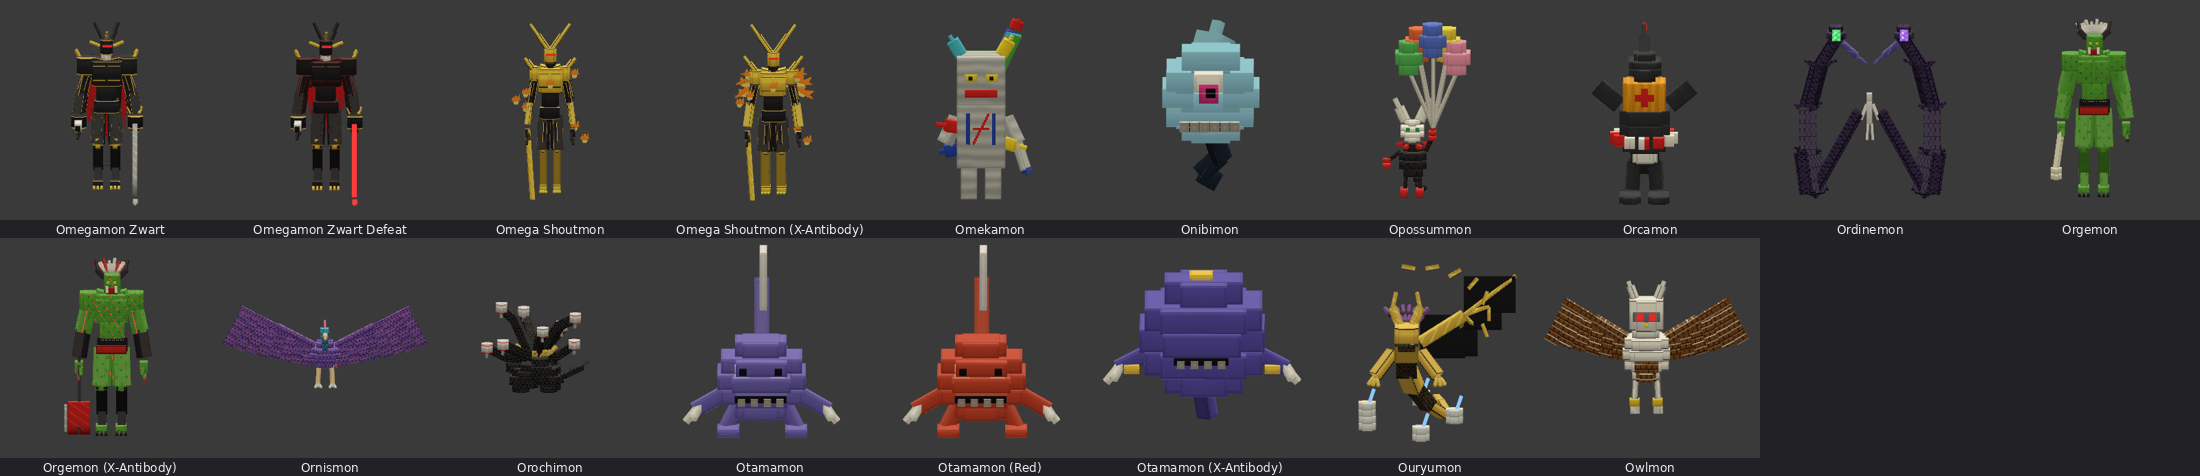 Omegamon Zwart
Omegamon Zwart Defeat
Omega Shoutmon
Omega Shoutmon (X-Antibody)
Omekamon
Onibimon
Opossummon
Orcamon
Ordinemon
Orgemon
Orgemon (X-Antibody)
Ornismon
Orochimon
Otamamon
Otamamon (Red)
Otamamon (X-Antibody)
Ouryumon
Owlmon